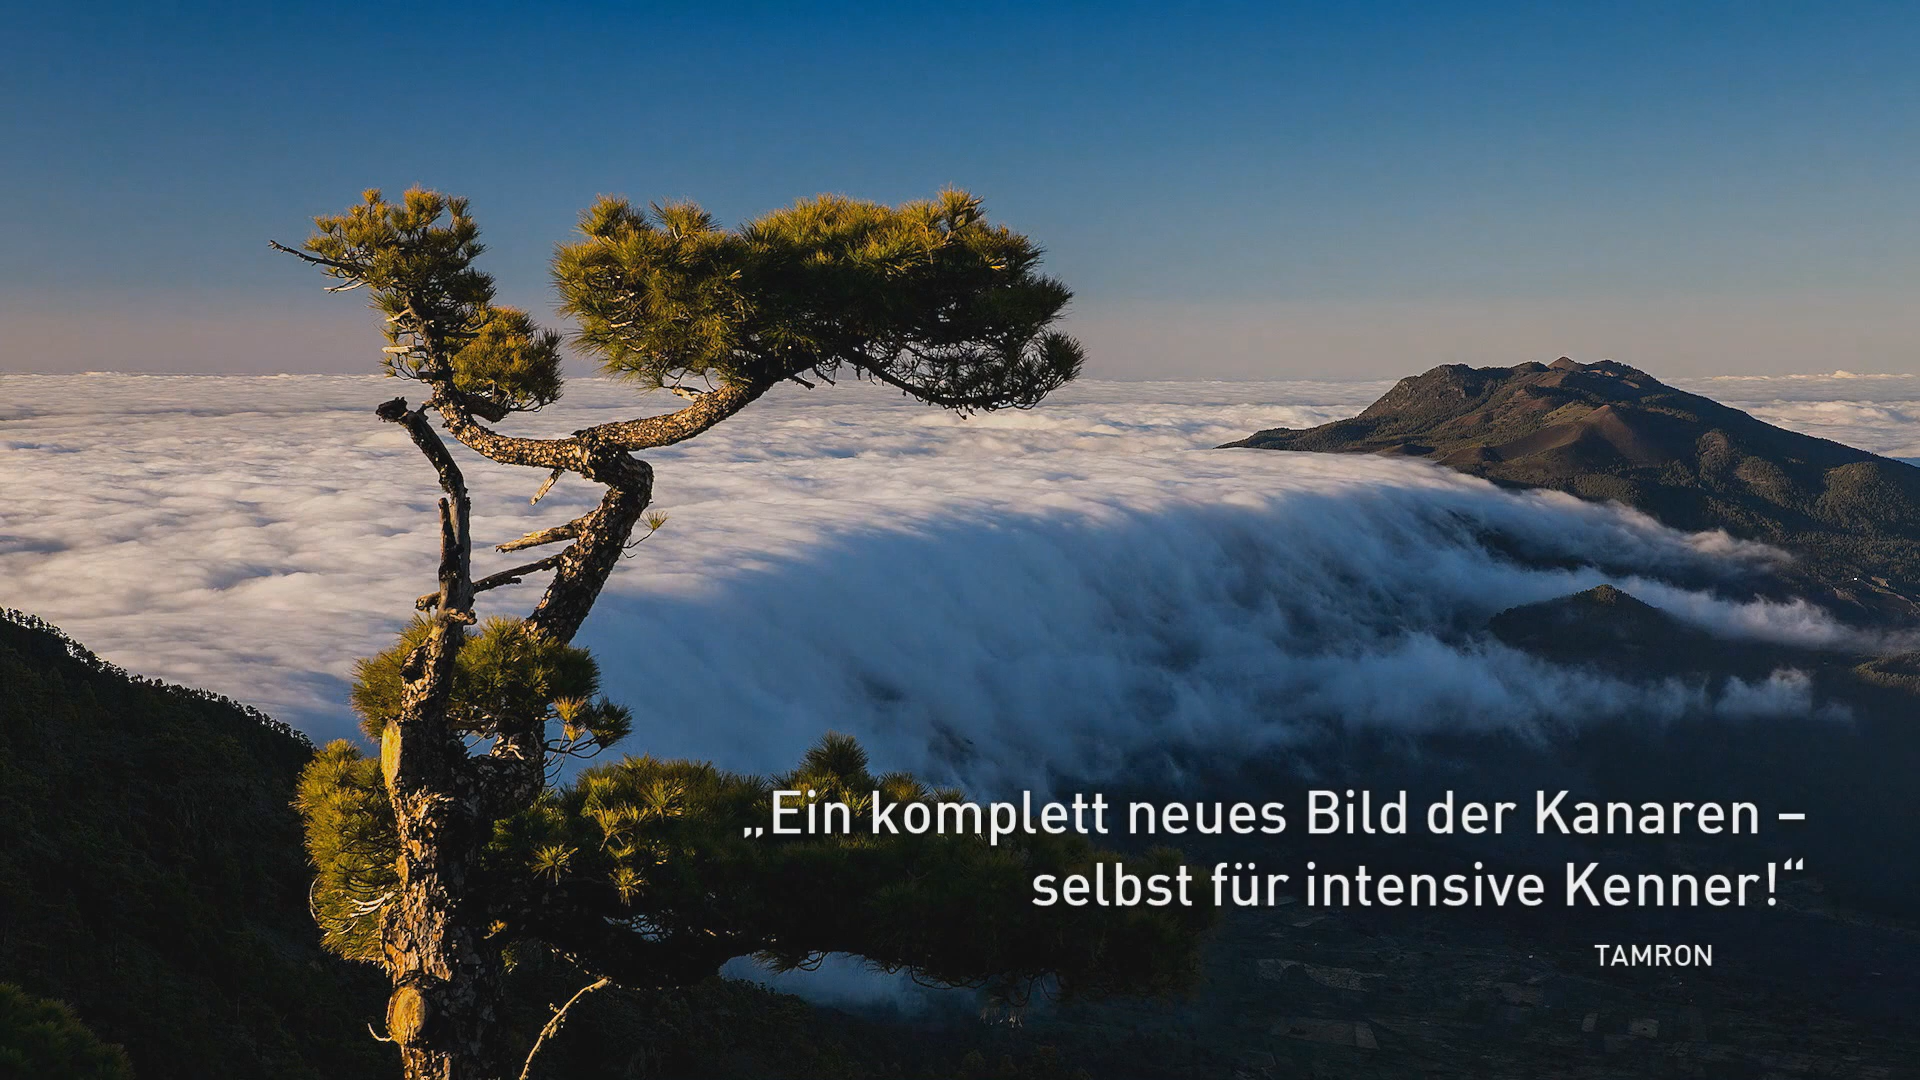 „Ein komplett neues Bild der Kanaren –
selbst für intensive Kenner!“
TAMRON